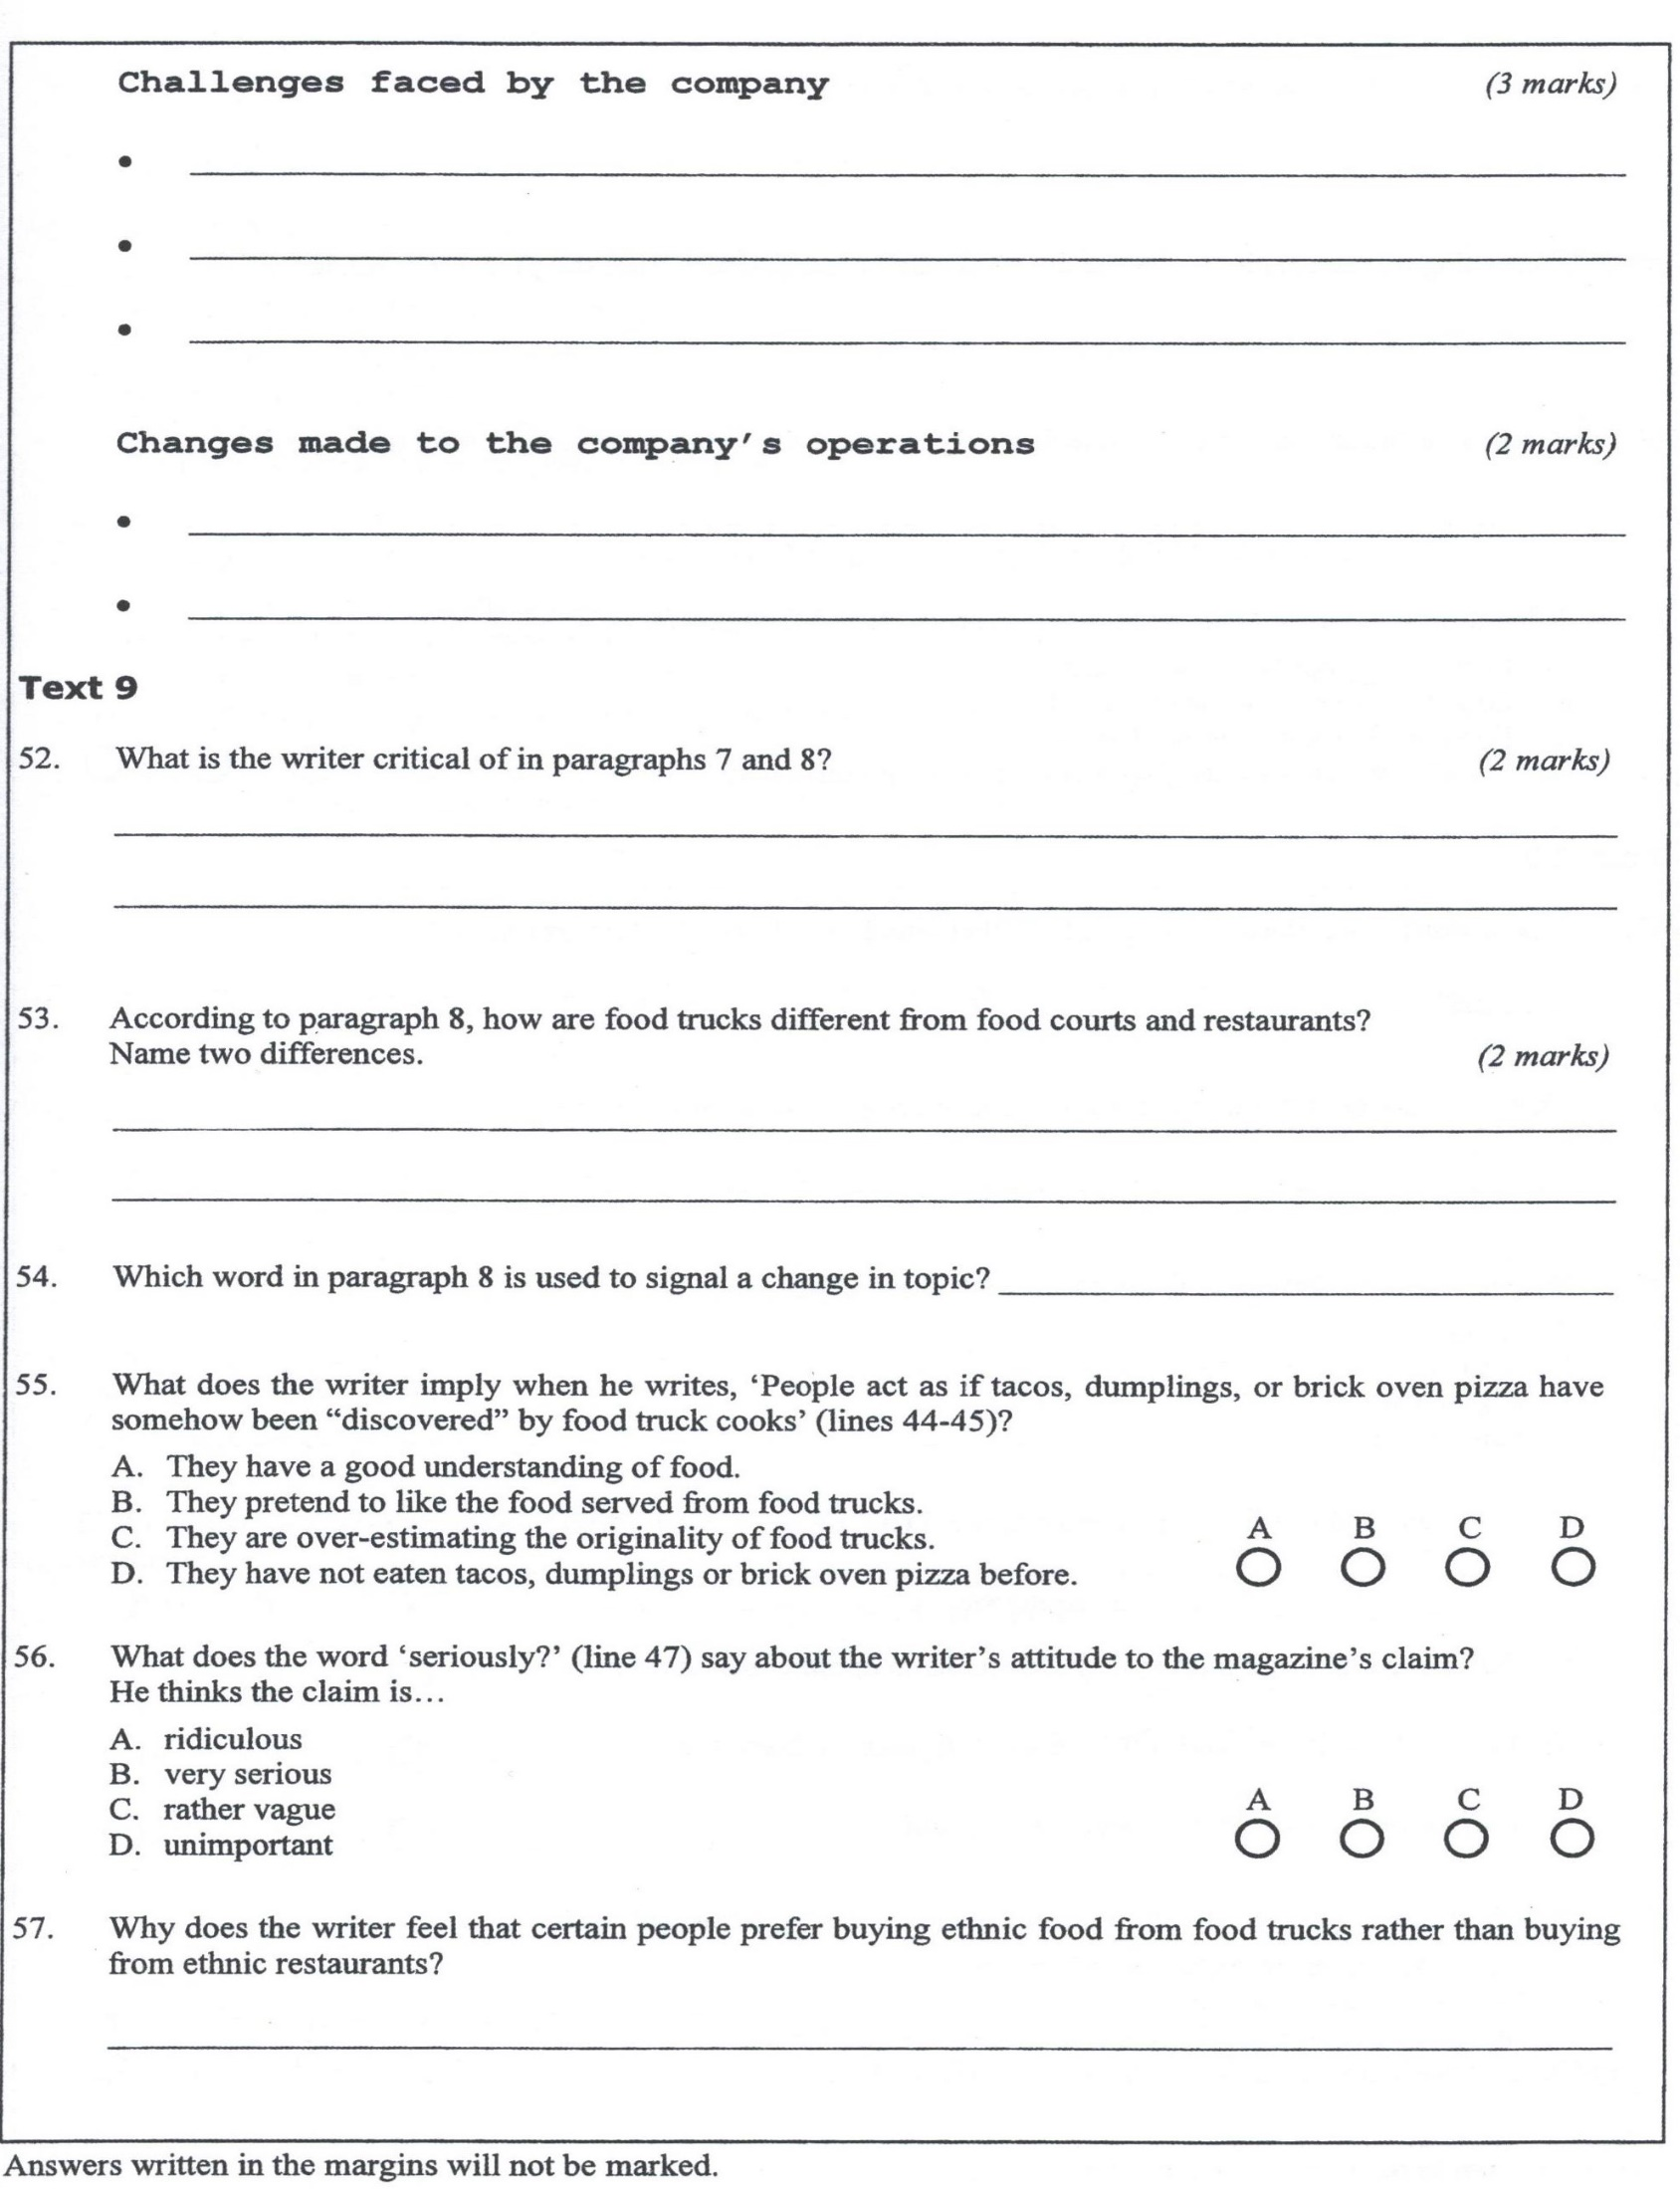 Challenges faced by the company (3 marks)
•
•
•
Changes made to the company's operations (2 marks)
•
•
Text 9
52. What is the writer critical of in paragraphs 7 and 8? (2 marks)
53. According to paragraph 8, how are food trucks different from food courts and restaurants?
Name two differences. (2 marks)
54. Which word in paragraph 8 is used to signal a change in topic?
55. What does the writer imply when he writes, ‘People act as if tacos, dumplings, or brick oven pizza have
somehow been “discovered” by food truck cooks’ (lines 44-45)?
A. They have a good understanding of food.
B. They pretend to like the food served from food trucks.
C. They are over-estimating the originality of food trucks.
D. They have not eaten tacos, dumplings or brick oven pizza before.
A B C D
56. What does the word ‘seriously?’ (line 47) say about the writer’s attitude to the magazine’s claim?
He thinks the claim is…
A. ridiculous
B. very serious
C. rather vague
D. unimportant
A B C D
57. Why does the writer feel that certain people prefer buying ethnic food from food trucks rather than buying
from ethnic restaurants?
Answers written in the margins will not be marked.